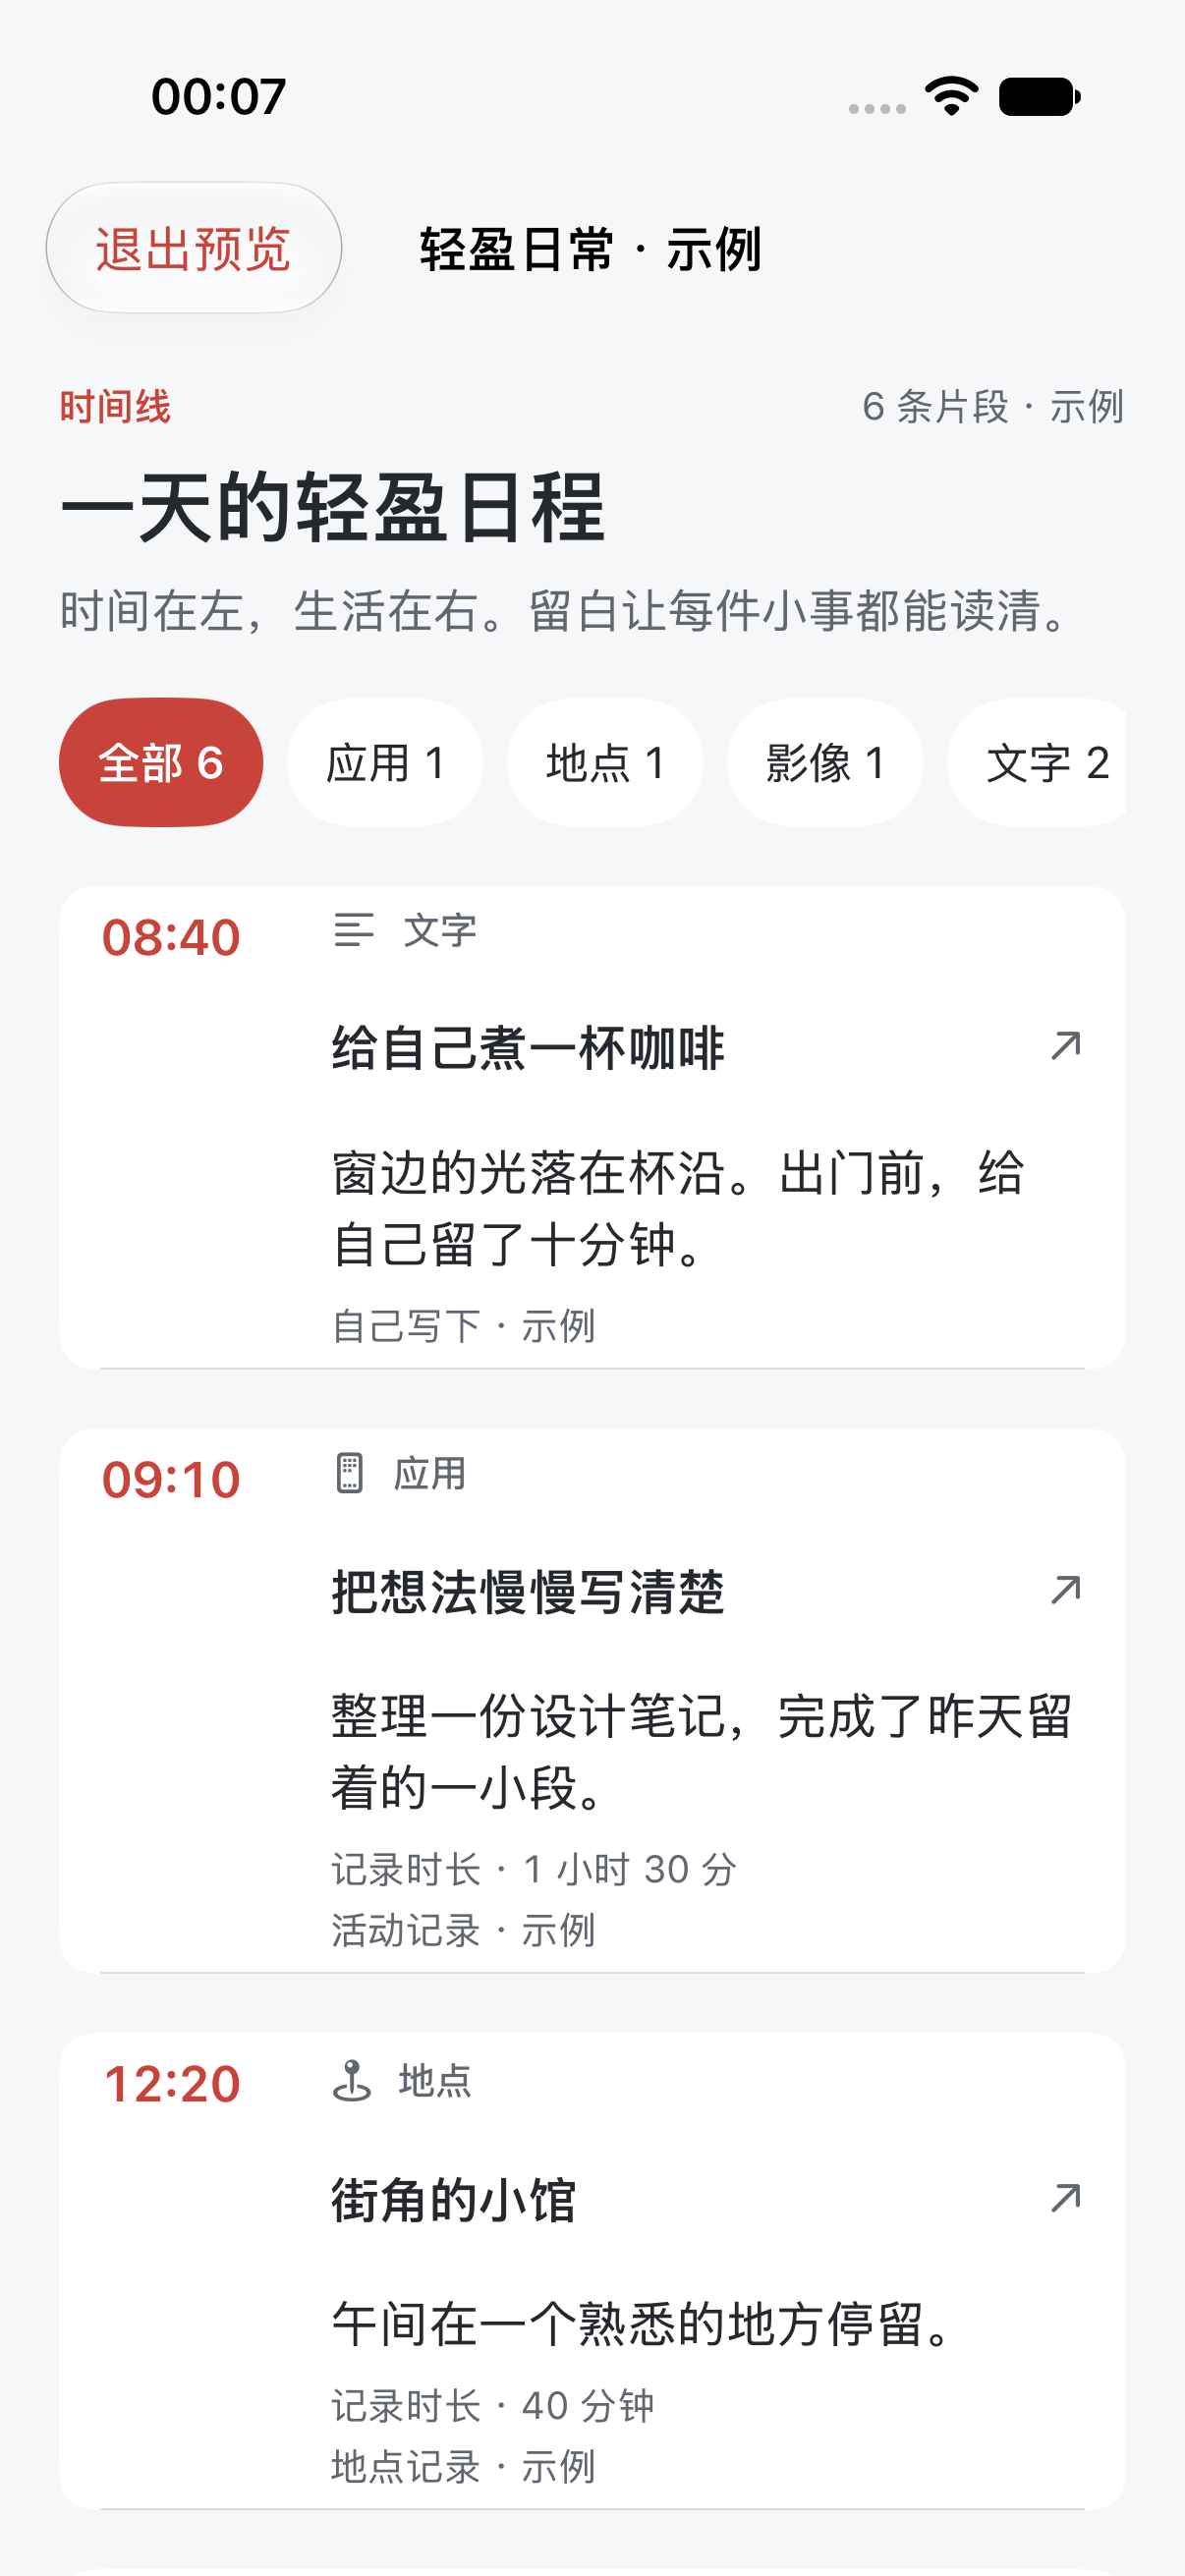 00:07
退出预览
轻盈日常 · 示例
时间线
6 条片段 · 示例
一天的轻盈日程
时间在左，生活在右。留白让每件小事都能读清。
全部 6
应用 1
地点 1
影像 1
文字 2
08:40
文字
给自己煮一杯咖啡
窗边的光落在杯沿。出门前，给
自己留了十分钟。
自己写下 · 示例
09:10
应用
把想法慢慢写清楚
整理一份设计笔记，完成了昨天留
着的一小段。
记录时长 · 1 小时 30 分
活动记录 · 示例
12:20
地点
街角的小馆
午间在一个熟悉的地方停留。
记录时长 · 40 分钟
地点记录 · 示例